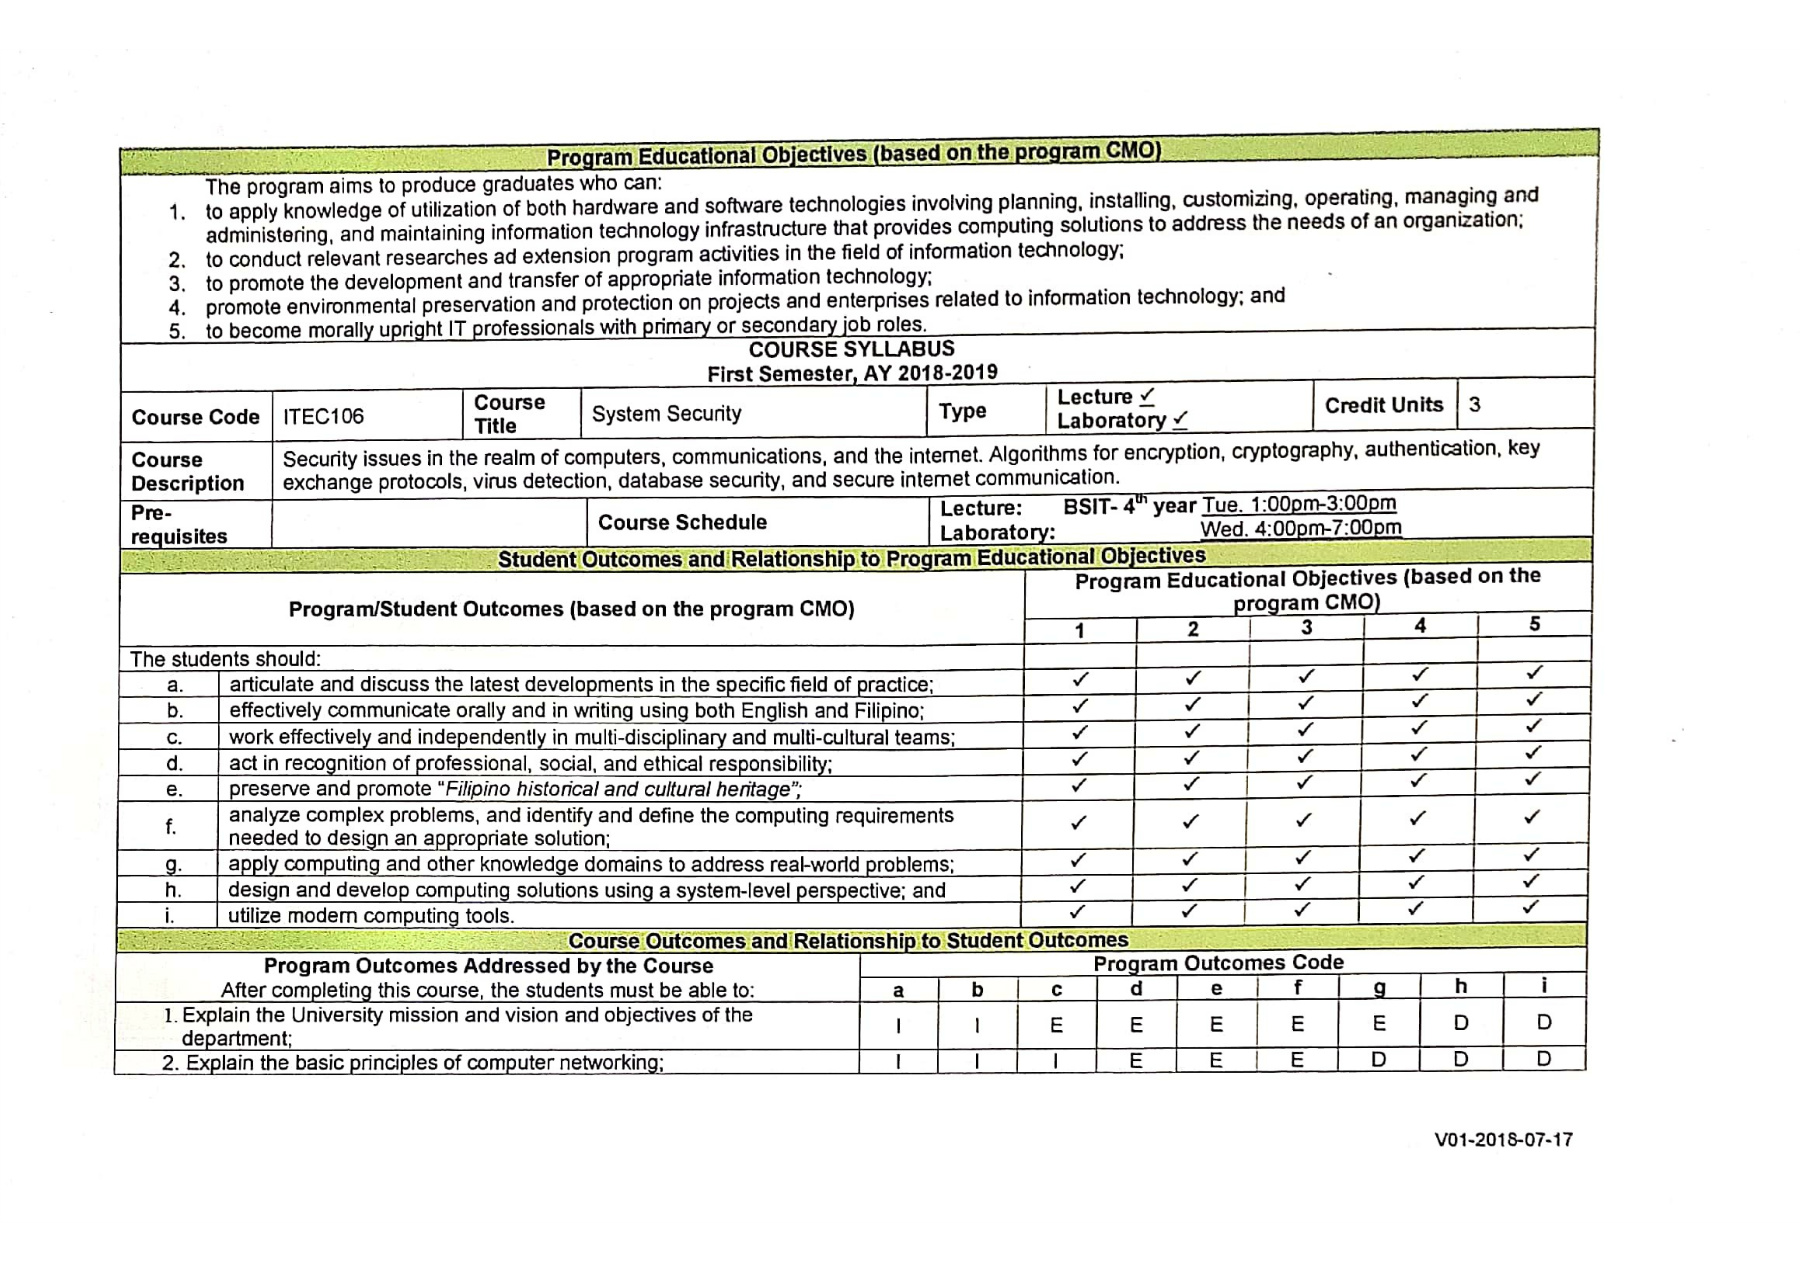 Program Educational Objectives (based on the program CMO)
The program aims to produce graduates who can:
1. to apply knowledge of utilization of both hardware and software technologies involving planning, installing, customizing, operating, managing and
administering, and maintaining information technology infrastructure that provides computing solutions to address the needs of an organization;
2. to conduct relevant researches ad extension program activities in the field of information technology;
3. to promote the development and transfer of appropriate information technology;
4. promote environmental preservation and protection on projects and enterprises related to information technology; and
5. to become morally upright IT professionals with primary or secondary job roles.
COURSE SYLLABUS
First Semester, AY 2018-2019
Course Code ITEC106 Course Title System Security Type Lecture ✓ Laboratory ✓ Credit Units 3
Course Description
Security issues in the realm of computers, communications, and the internet. Algorithms for encryption, cryptography, authentication, key
exchange protocols, virus detection, database security, and secure internet communication.
Pre-requisites
Course Schedule
Lecture: BSIT- 4th year Tue. 1:00pm-3:00pm
Laboratory: Wed. 4:00pm-7:00pm
Student Outcomes and Relationship to Program Educational Objectives
Program/Student Outcomes (based on the program CMO)
Program Educational Objectives (based on the
program CMO)
1 2 3 4 5
The students should:
a. articulate and discuss the latest developments in the specific field of practice; ✓ ✓ ✓ ✓ ✓
b. effectively communicate orally and in writing using both English and Filipino; ✓ ✓ ✓ ✓ ✓
c. work effectively and independently in multi-disciplinary and multi-cultural teams; ✓ ✓ ✓ ✓ ✓
d. act in recognition of professional, social, and ethical responsibility; ✓ ✓ ✓ ✓ ✓
e. preserve and promote “Filipino historical and cultural heritage”; ✓ ✓ ✓ ✓ ✓
f. analyze complex problems, and identify and define the computing requirements
needed to design an appropriate solution; ✓ ✓ ✓ ✓ ✓
g. apply computing and other knowledge domains to address real-world problems; ✓ ✓ ✓ ✓ ✓
h. design and develop computing solutions using a system-level perspective; and ✓ ✓ ✓ ✓ ✓
i. utilize modern computing tools. ✓ ✓ ✓ ✓ ✓
Course Outcomes and Relationship to Student Outcomes
Program Outcomes Addressed by the Course
After completing this course, the students must be able to:
Program Outcomes Code
a b c d e f g h i
1. Explain the University mission and vision and objectives of the
department; I I E E E E E D D
2. Explain the basic principles of computer networking; I I I E E E D D D
V01-2018-07-17